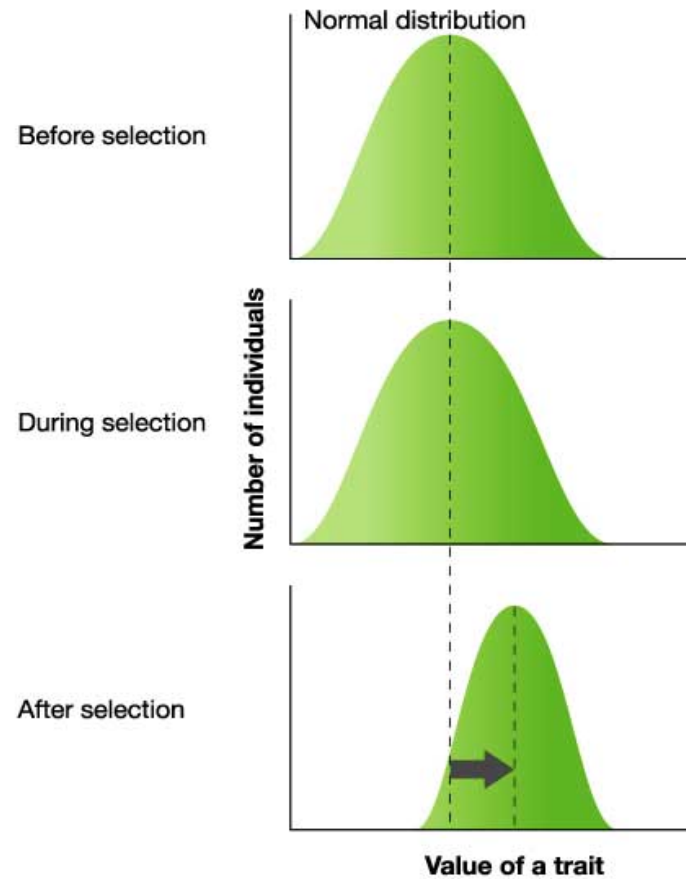 Normal distribution
Before selection
During selection
Number of individuals
After selection
Value of a trait